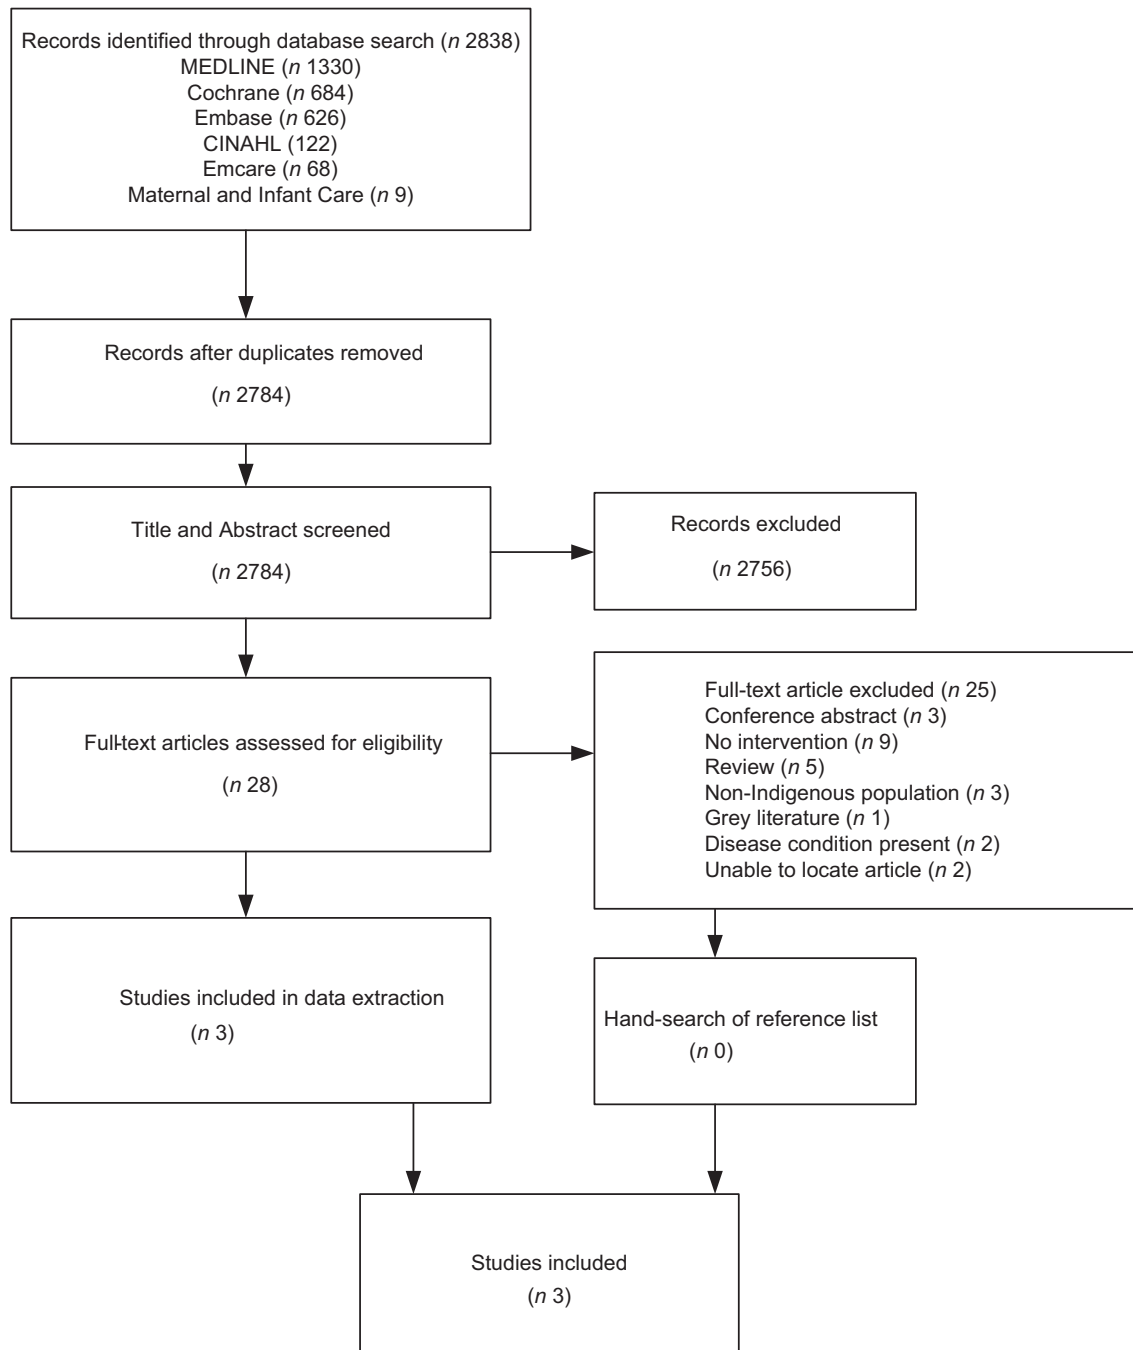 Records identified through database search (n 2838)
MEDLINE (n 1330)
Cochrane (n 684)
Embase (n 626)
CINAHL (122)
Emcare (n 68)
Maternal and Infant Care (n 9)
Records after duplicates removed
(n 2784)
Title and Abstract screened
(n 2784)
Records excluded
(n 2756)
Full-text articles assessed for eligibility
(n 28)
Full-text article excluded (n 25)
Conference abstract (n 3)
No intervention (n 9)
Review (n 5)
Non-Indigenous population (n 3)
Grey literature (n 1)
Disease condition present (n 2)
Unable to locate article (n 2)
Studies included in data extraction
(n 3)
Hand-search of reference list
(n 0)
Studies included
(n 3)